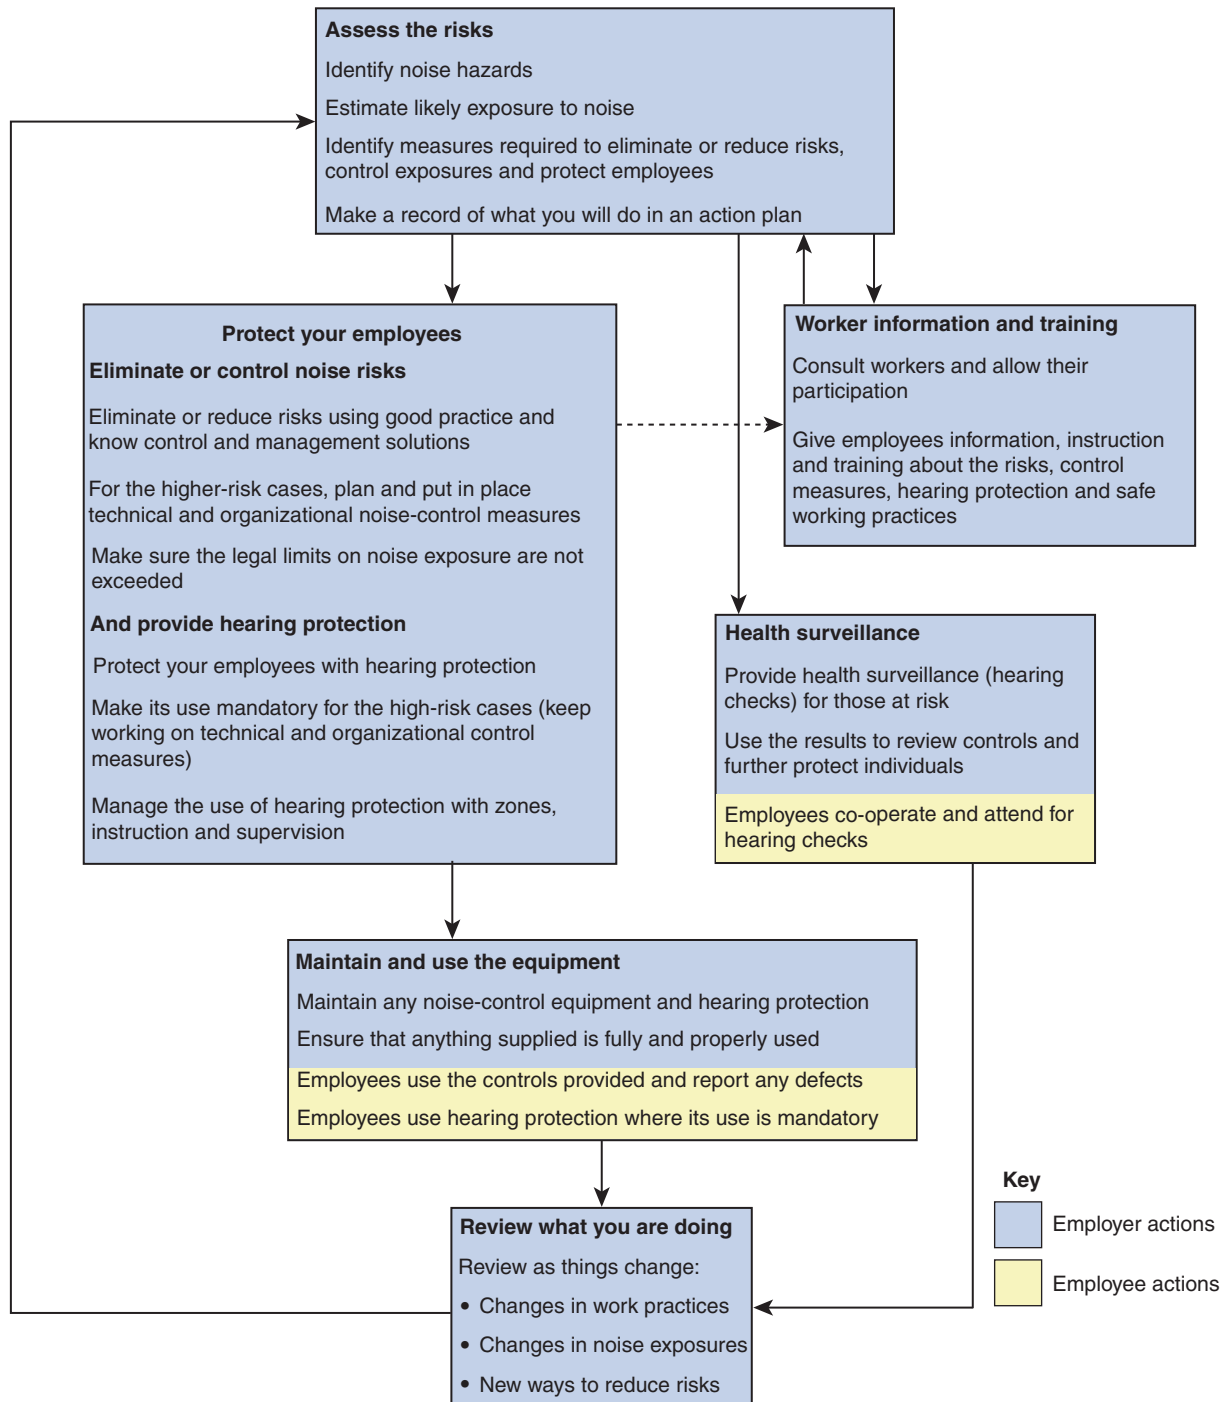 Assess the risks
Identify noise hazards
Estimate likely exposure to noise
Identify measures required to eliminate or reduce risks,
control exposures and protect employees
Make a record of what you will do in an action plan
Protect your employees
Eliminate or control noise risks
Eliminate or reduce risks using good practice and
know control and management solutions
For the higher-risk cases, plan and put in place
technical and organizational noise-control measures
Make sure the legal limits on noise exposure are not
exceeded
And provide hearing protection
Protect your employees with hearing protection
Make its use mandatory for the high-risk cases (keep
working on technical and organizational control
measures)
Manage the use of hearing protection with zones,
instruction and supervision
Worker information and training
Consult workers and allow their
participation
Give employees information, instruction
and training about the risks, control
measures, hearing protection and safe
working practices
Health surveillance
Provide health surveillance (hearing
checks) for those at risk
Use the results to review controls and
further protect individuals
Employees co-operate and attend for
hearing checks
Maintain and use the equipment
Maintain any noise-control equipment and hearing protection
Ensure that anything supplied is fully and properly used
Employees use the controls provided and report any defects
Employees use hearing protection where its use is mandatory
Review what you are doing
Review as things change:
• Changes in work practices
• Changes in noise exposures
• New ways to reduce risks
Key
Employer actions
Employee actions